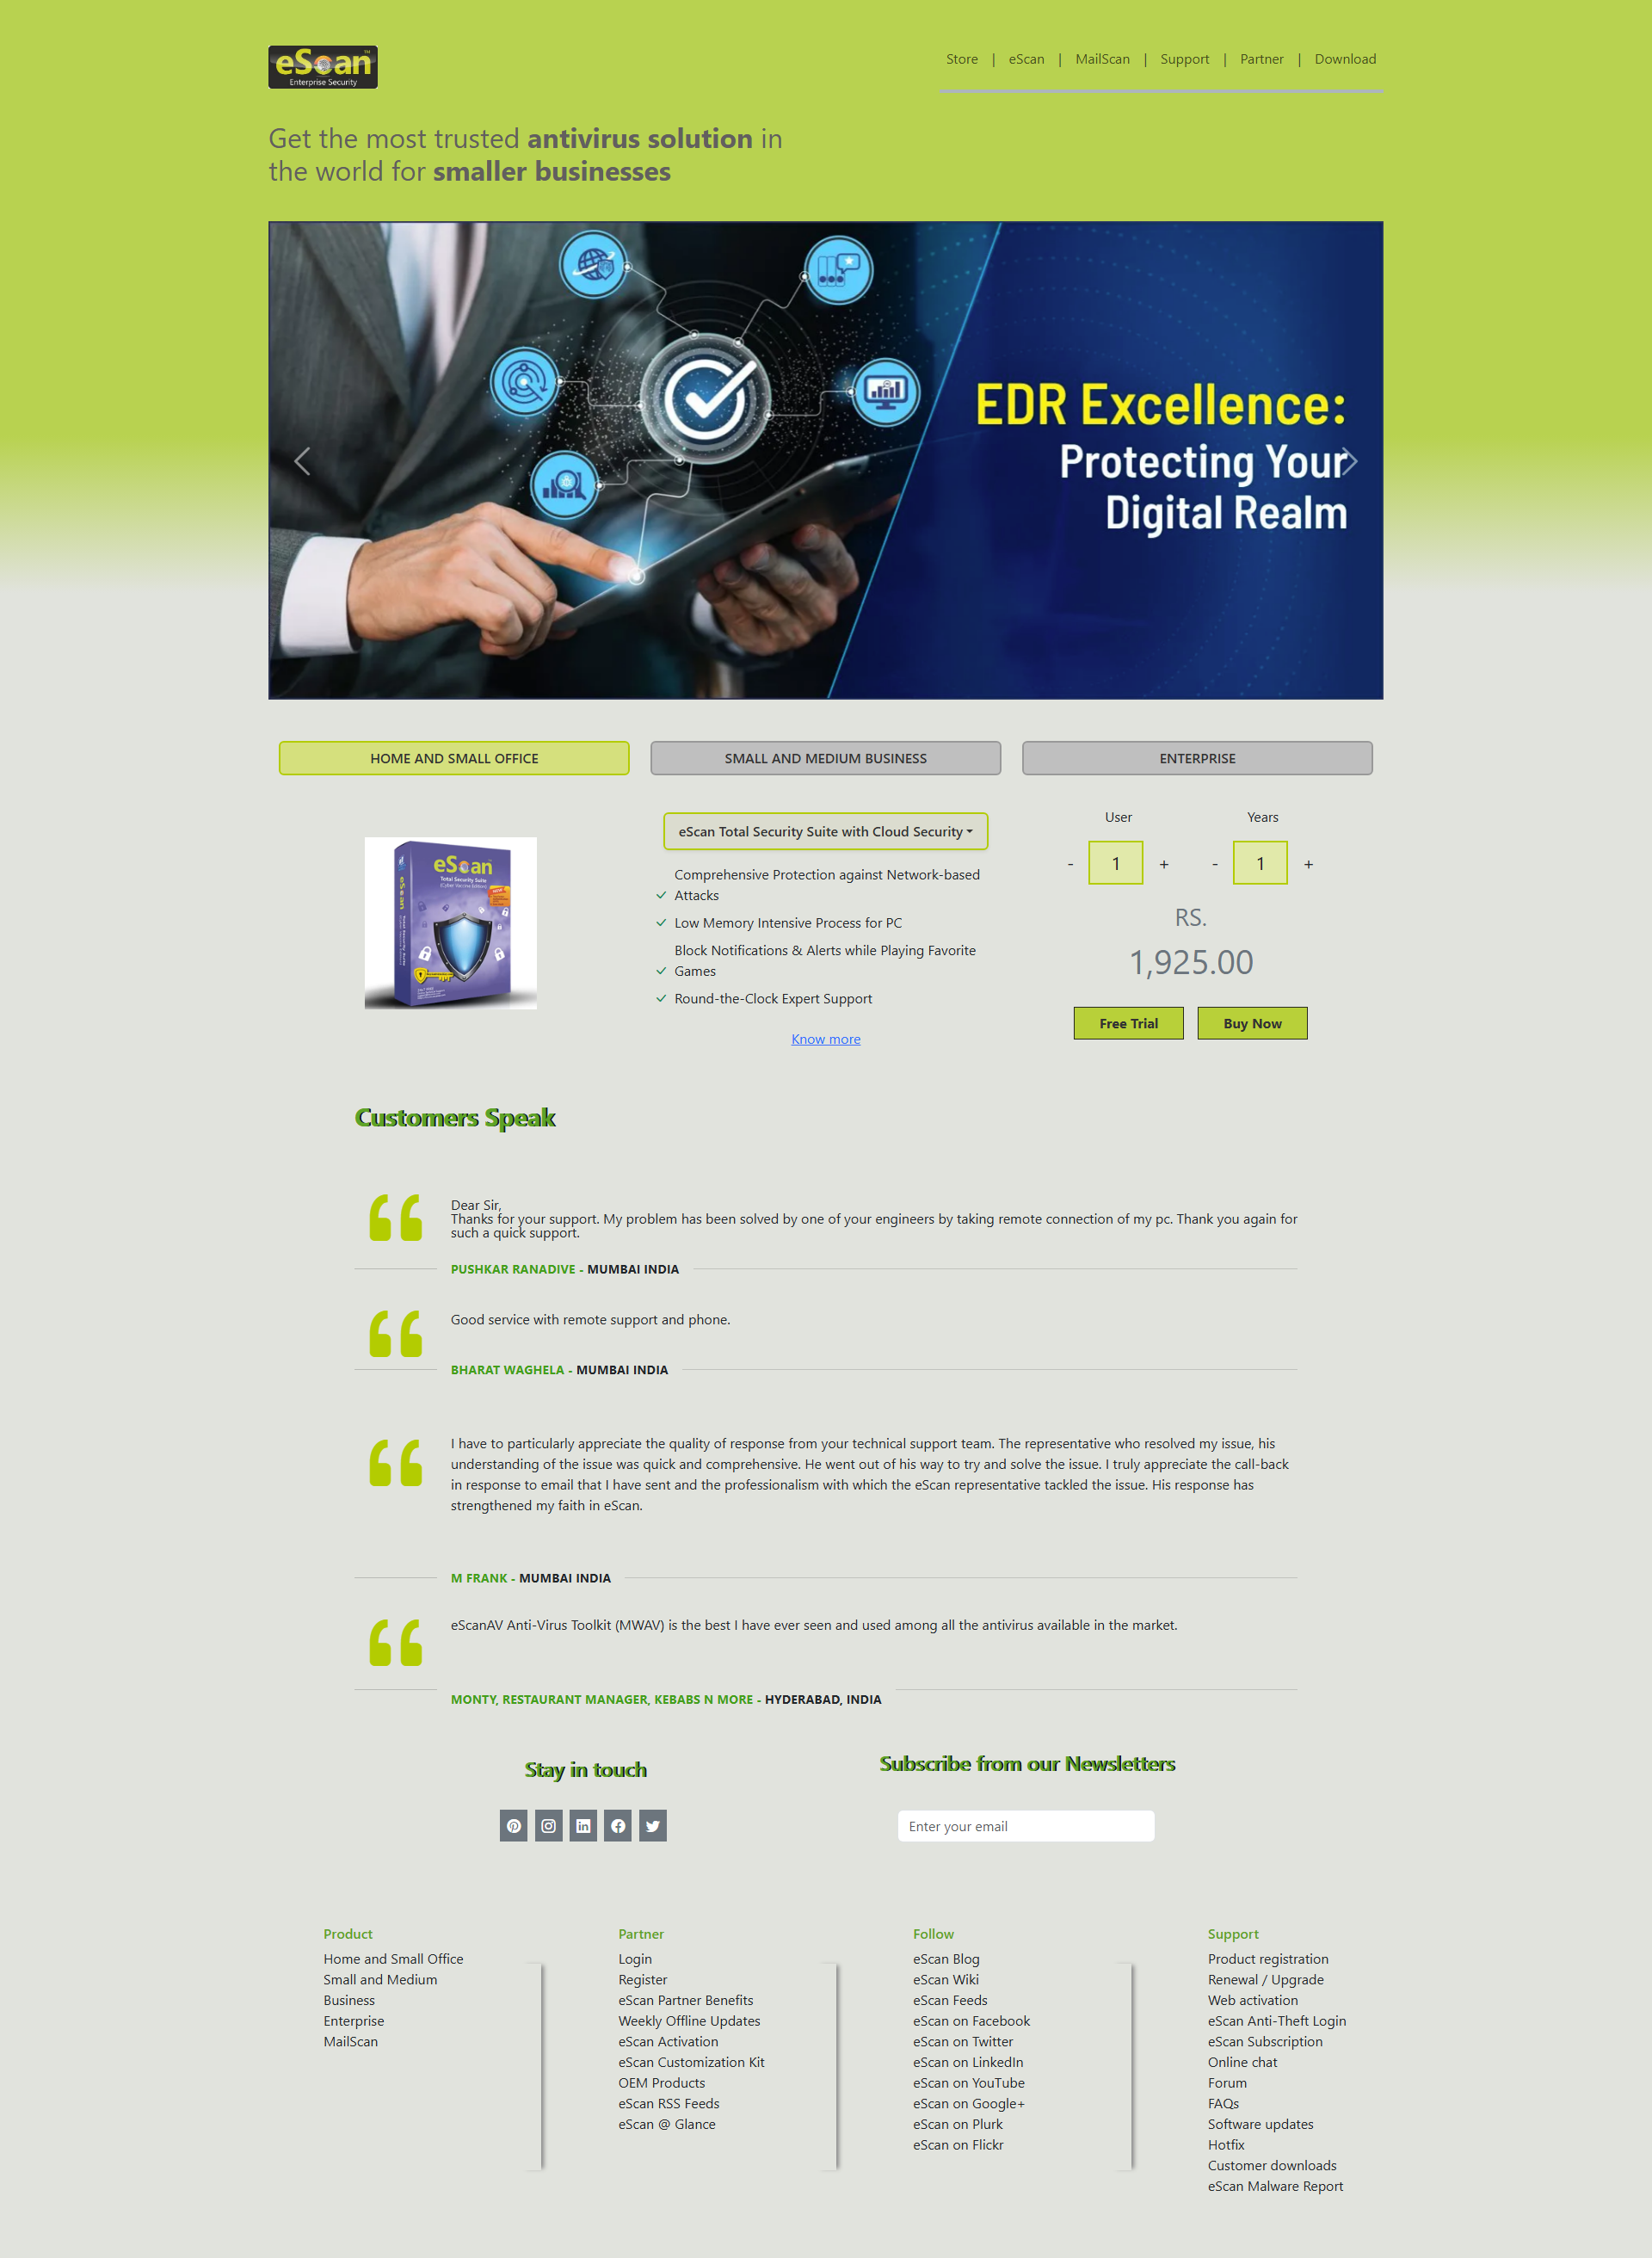 eScan™
Enterprise Security
Store | eScan | MailScan | Support | Partner | Download
Get the most trusted antivirus solution in
the world for smaller businesses
EDR Excellence:
Protecting Your
Digital Realm
HOME AND SMALL OFFICE
SMALL AND MEDIUM BUSINESS
ENTERPRISE
eScan
Total Security Suite
eScan
eScan Total Security Suite with Cloud Security
Comprehensive Protection against Network-based
Attacks
Low Memory Intensive Process for PC
Block Notifications & Alerts while Playing Favorite
Games
Round-the-Clock Expert Support
Know more
User
Years
- 1 +
- 1 +
RS.
1,925.00
Free Trial
Buy Now
Customers Speak
Dear Sir,
Thanks for your support. My problem has been solved by one of your engineers by taking remote connection of my pc. Thank you again for
such a quick support.
PUSHKAR RANADIVE - MUMBAI INDIA
Good service with remote support and phone.
BHARAT WAGHELA - MUMBAI INDIA
I have to particularly appreciate the quality of response from your technical support team. The representative who resolved my issue, his
understanding of the issue was quick and comprehensive. He went out of his way to try and solve the issue. I truly appreciate the call-back
in response to email that I have sent and the professionalism with which the eScan representative tackled the issue. His response has
strengthened my faith in eScan.
M FRANK - MUMBAI INDIA
eScanAV Anti-Virus Toolkit (MWAV) is the best I have ever seen and used among all the antivirus available in the market.
MONTY, RESTAURANT MANAGER, KEBABS N MORE - HYDERABAD, INDIA
Stay in touch
Subscribe from our Newsletters
Enter your email
Product
Home and Small Office
Small and Medium
Business
Enterprise
MailScan
Partner
Login
Register
eScan Partner Benefits
Weekly Offline Updates
eScan Activation
eScan Customization Kit
OEM Products
eScan RSS Feeds
eScan @ Glance
Follow
eScan Blog
eScan Wiki
eScan Feeds
eScan on Facebook
eScan on Twitter
eScan on LinkedIn
eScan on YouTube
eScan on Google+
eScan on Plurk
eScan on Flickr
Support
Product registration
Renewal / Upgrade
Web activation
eScan Anti-Theft Login
eScan Subscription
Online chat
Forum
FAQs
Software updates
Hotfix
Customer downloads
eScan Malware Report